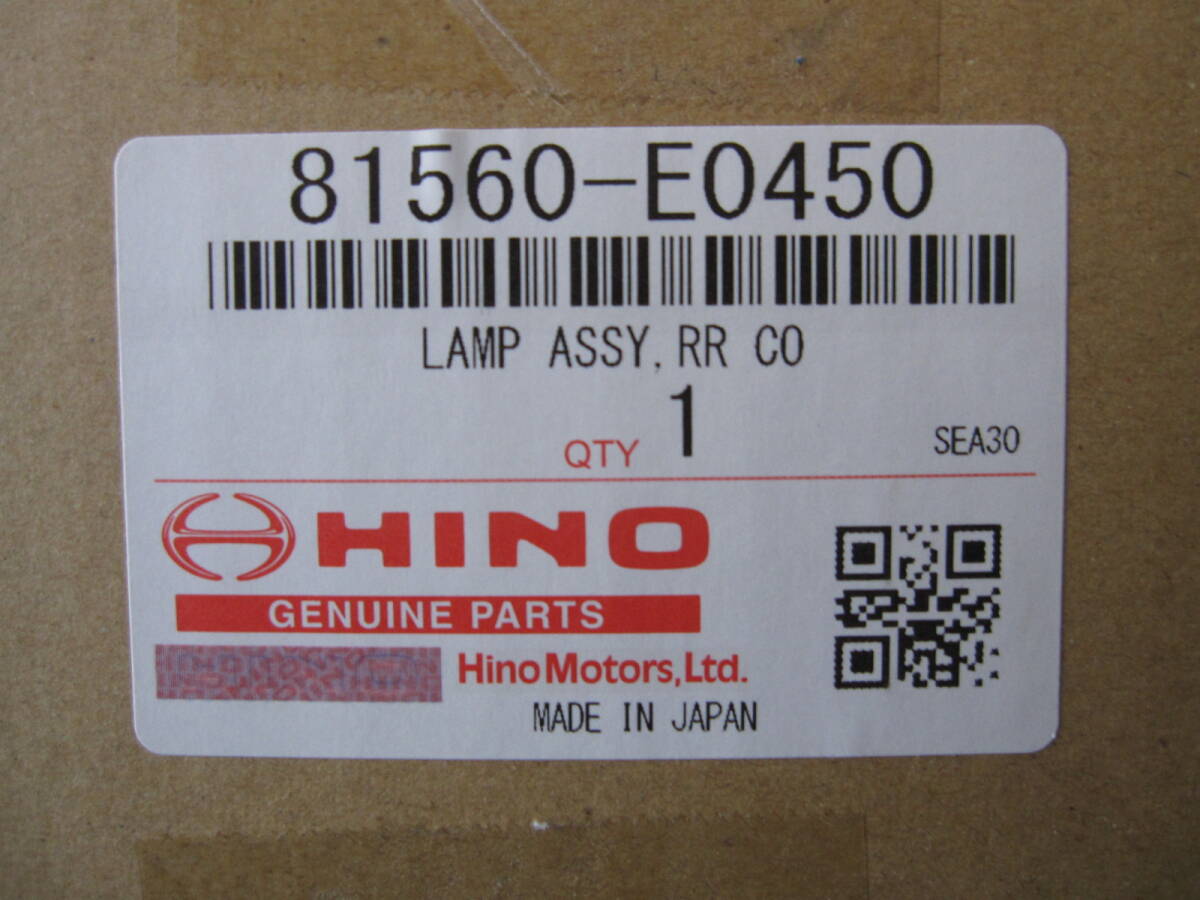 81560-E0450
LAMP ASSY, RR CO
QTY 1
SEA30
HINO
GENUINE PARTS
Hino Motors, Ltd.
MADE IN JAPAN